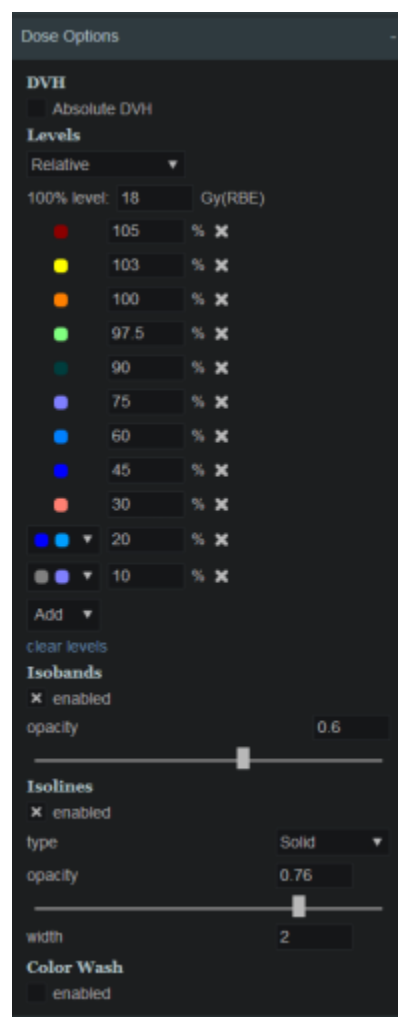 Dose Options -
DVH
Absolute DVH
Levels
Relative
100% level: 18 Gy(RBE)
105 %
103 %
100 %
97.5 %
90 %
75 %
60 %
45 %
30 %
20 %
10 %
Add
clear levels
Isobands
enabled
opacity 0.6
Isolines
enabled
type Solid
opacity 0.76
width 2
Color Wash
enabled